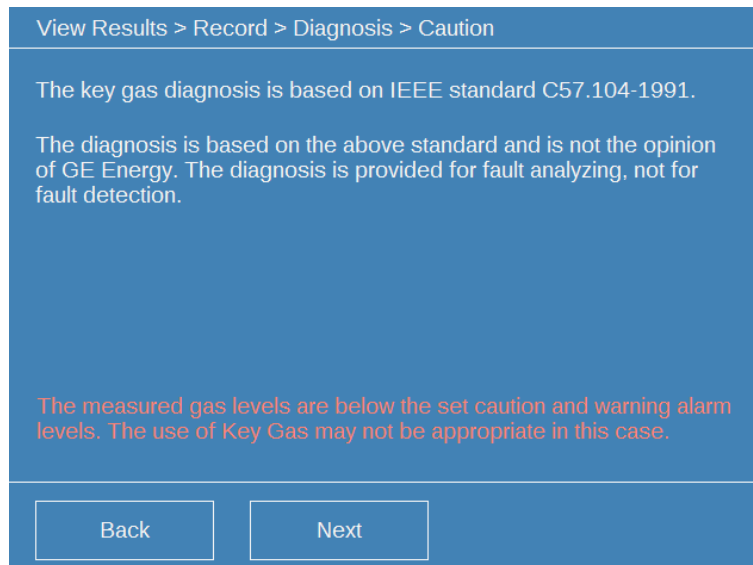 View Results > Record > Diagnosis > Caution
The key gas diagnosis is based on IEEE standard C57.104-1991.
The diagnosis is based on the above standard and is not the opinion
of GE Energy. The diagnosis is provided for fault analyzing, not for
fault detection.
The measured gas levels are below the set caution and warning alarm
levels. The use of Key Gas may not be appropriate in this case.
Back
Next